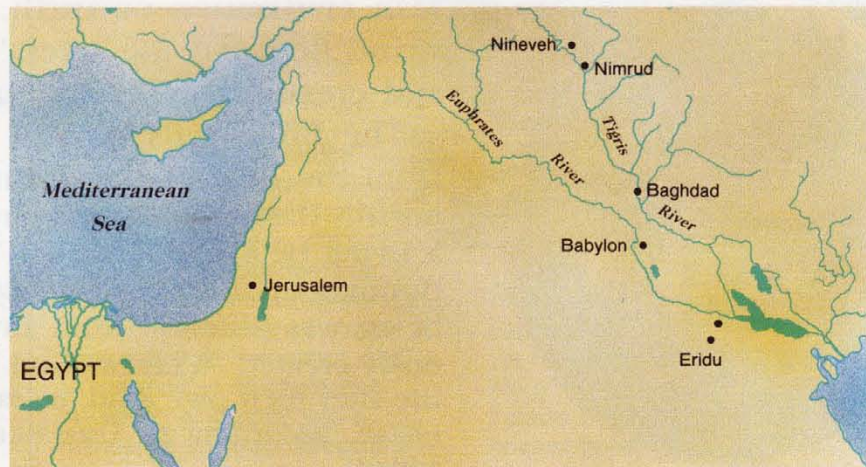 Nineveh
Nimrud
Euphrates
River
Tigris
River
Mediterranean
Sea
Baghdad
Babylon
Jerusalem
Eridu
EGYPT